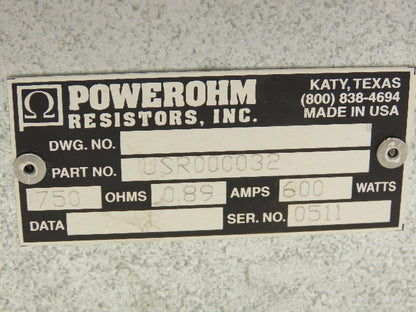 Ω POWEROHM
RESISTORS, INC.
KATY, TEXAS
(800) 838-4694
MADE IN USA
DWG. NO.
PART NO. USR000032
750 OHMS 0.89 AMPS 600 WATTS
DATA SER. NO. 0511